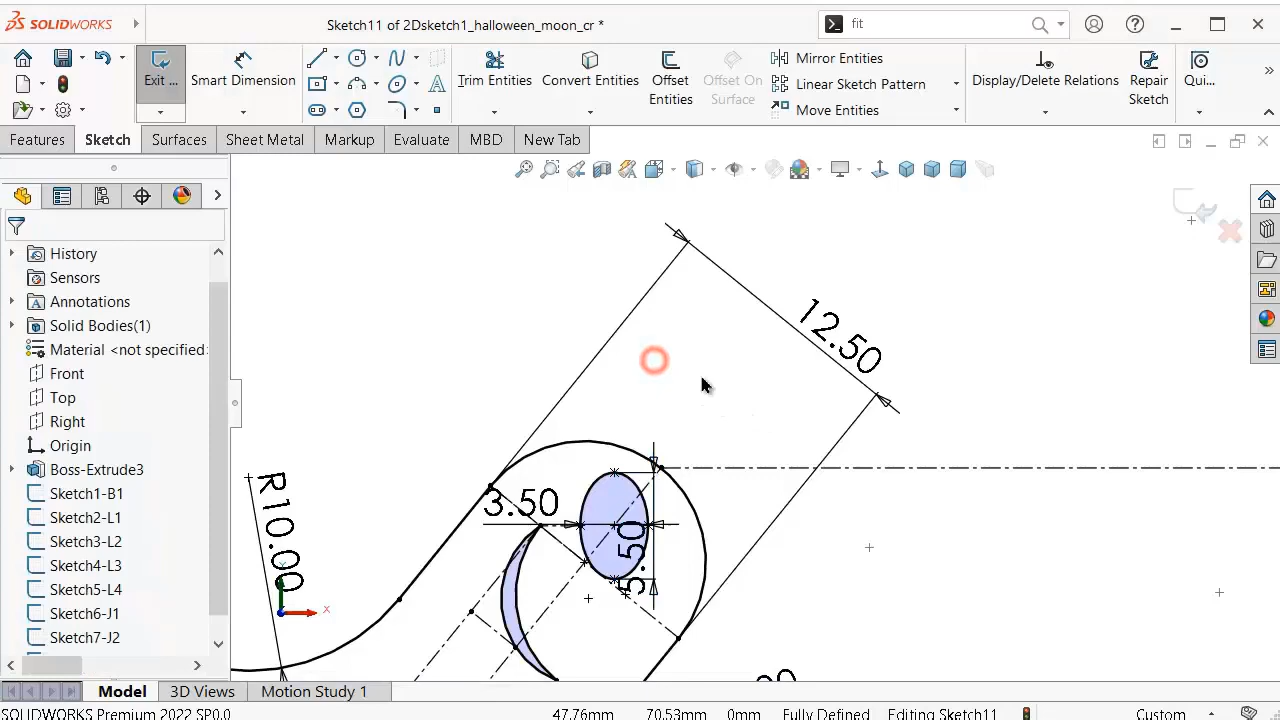 SOLIDWORKS
Sketch11 of 2Dsketch1_halloween_moon_cr *
fit
Exit ...
Smart Dimension
Trim Entities
Convert Entities
Offset Entities
Offset On Surface
Mirror Entities
Linear Sketch Pattern
Move Entities
Display/Delete Relations
Repair Sketch
Qui...
Features
Sketch
Surfaces
Sheet Metal
Markup
Evaluate
MBD
New Tab
History
Sensors
Annotations
Solid Bodies(1)
Material <not specified>
Front
Top
Right
Origin
Boss-Extrude3
Sketch1-B1
Sketch2-L1
Sketch3-L2
Sketch4-L3
Sketch5-L4
Sketch6-J1
Sketch7-J2
12.50
3.50
5.50
R10.00
x
Model
3D Views
Motion Study 1
SOLIDWORKS Premium 2022 SP0.0
47.76mm
70.53mm
0mm
Fully Defined
Editing Sketch11
Custom